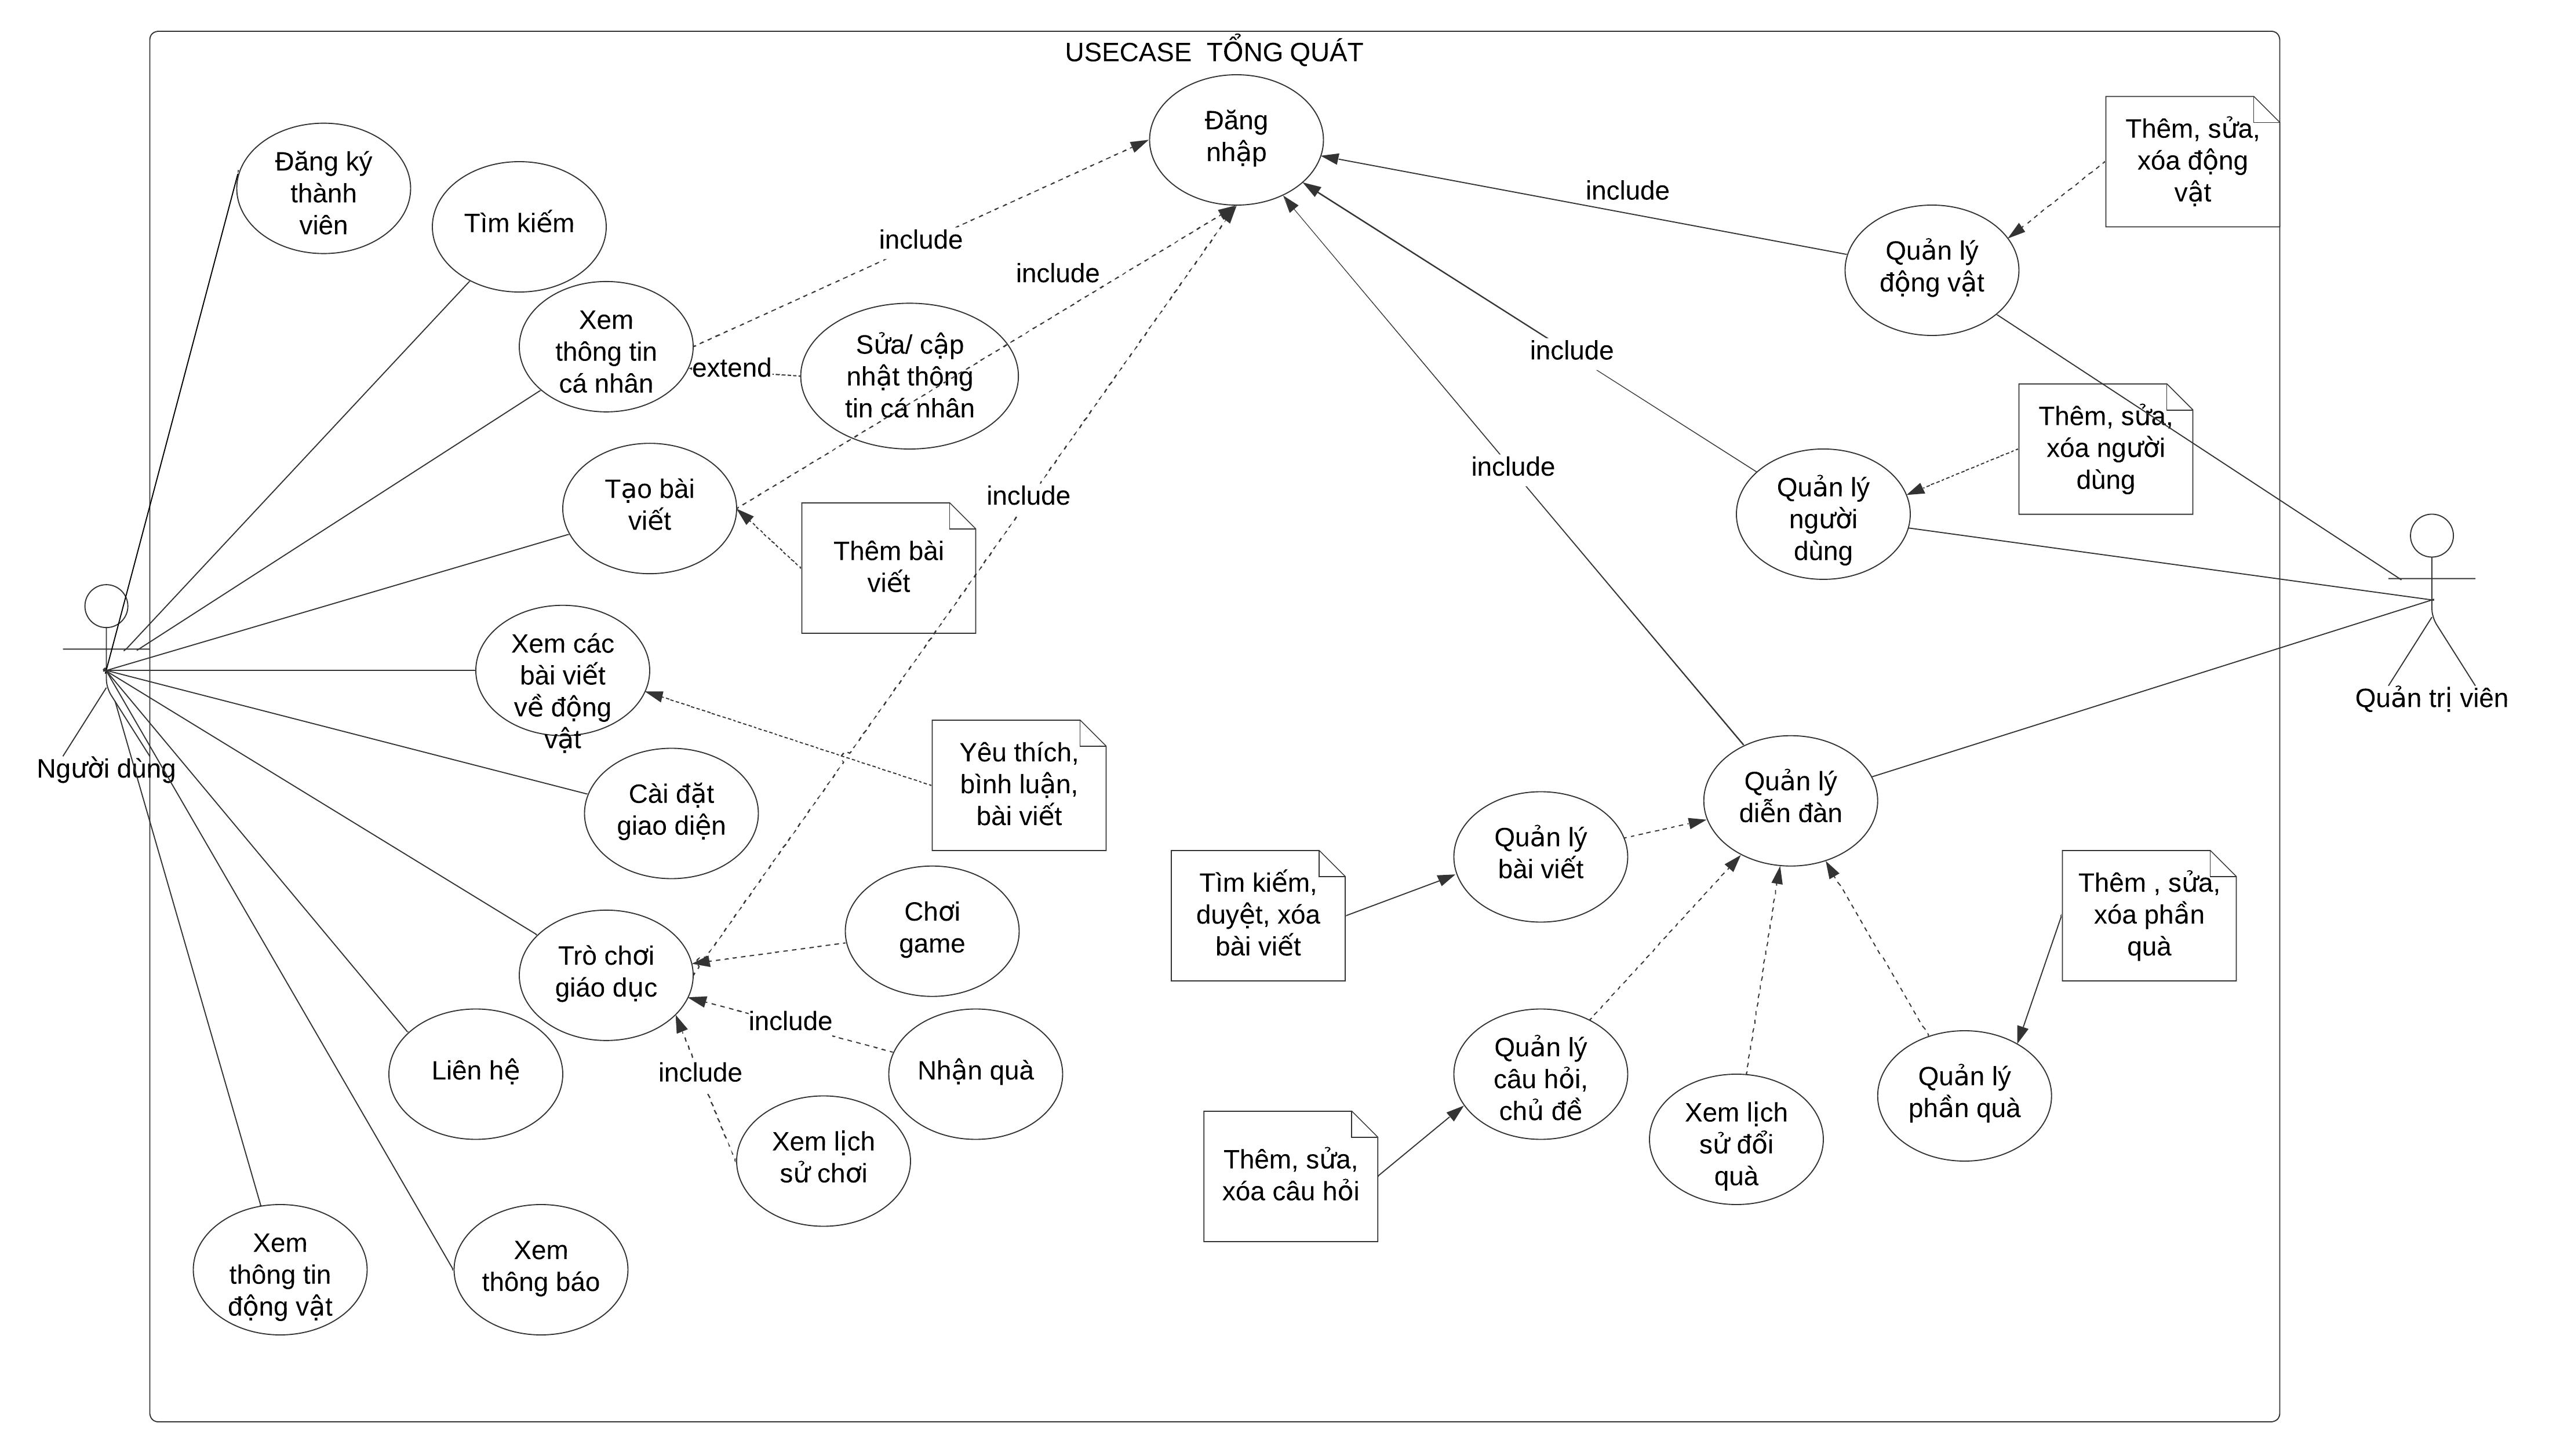 USECASE TỔNG QUÁT
Đăng
nhập
Đăng ký
thành
viên
Tìm kiếm
Xem
thông tin
cá nhân
include
include
extend
Sửa/ cập
nhật thông
tin cá nhân
Tạo bài
viết
include
Thêm bài
viết
Xem các
bài viết
về động
vật
Người dùng
Yêu thích,
bình luận,
bài viết
Cài đặt
giao diện
Trò chơi
giáo dục
Chơi
game
include
Nhận quà
include
Xem lịch
sử chơi
Liên hệ
Xem
thông tin
động vật
Xem
thông báo
include
Thêm, sửa,
xóa động
vật
Quản lý
động vật
include
Thêm, sửa,
xóa người
dùng
include
Quản lý
người
dùng
Quản trị viên
Quản lý
diễn đàn
Quản lý
bài viết
Tìm kiếm,
duyệt, xóa
bài viết
Thêm , sửa,
xóa phần
quà
Quản lý
câu hỏi,
chủ đề
Xem lịch
sử đổi
quà
Quản lý
phần quà
Thêm, sửa,
xóa câu hỏi